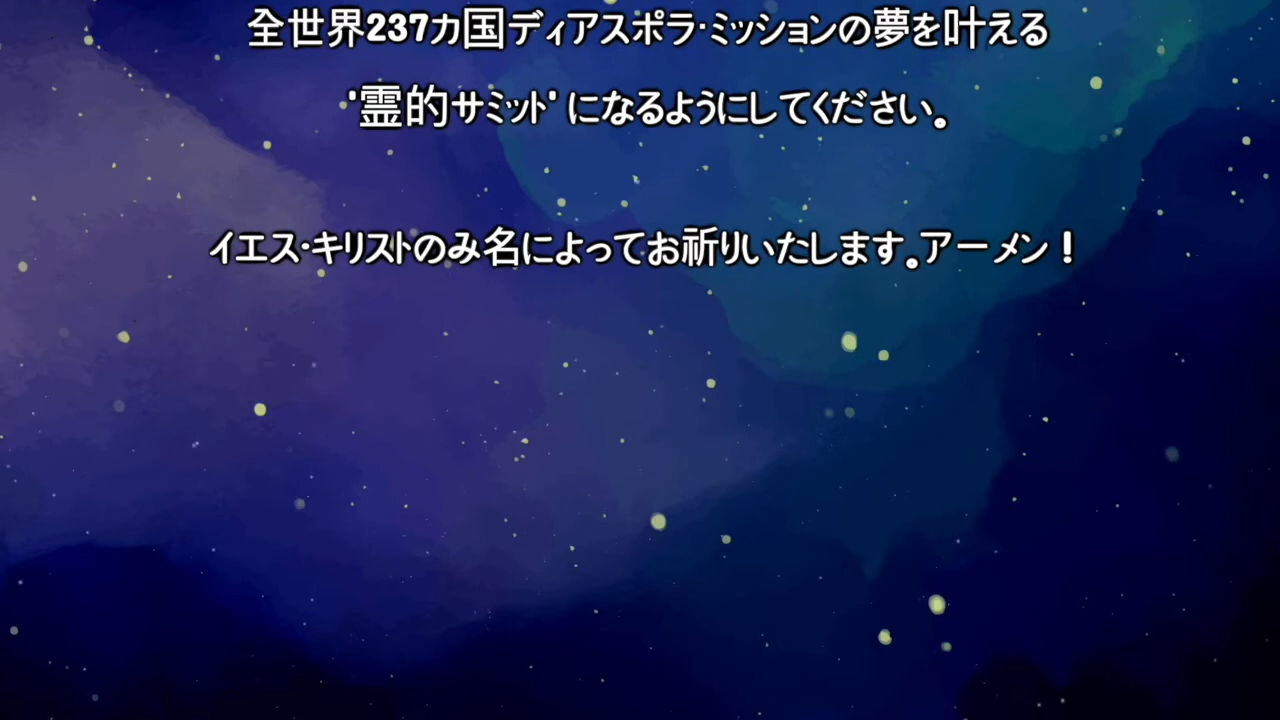 全世界237カ国ディアスポラ･ミッションの夢を叶える
'霊的サミット' になるようにしてください。
イエス･キリストのみ名によってお祈りいたします。アーメン！